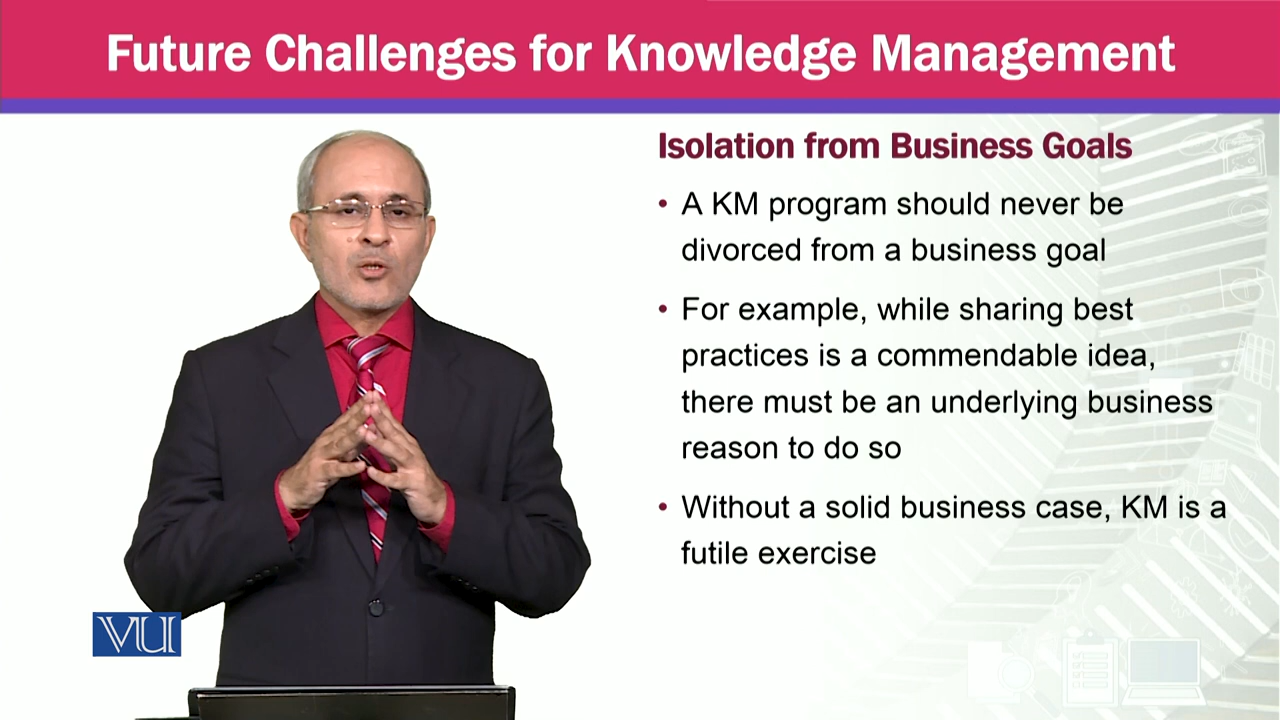 Future Challenges for Knowledge Management
Isolation from Business Goals
• A KM program should never be
divorced from a business goal
• For example, while sharing best
practices is a commendable idea,
there must be an underlying business
reason to do so
• Without a solid business case, KM is a
futile exercise
VU